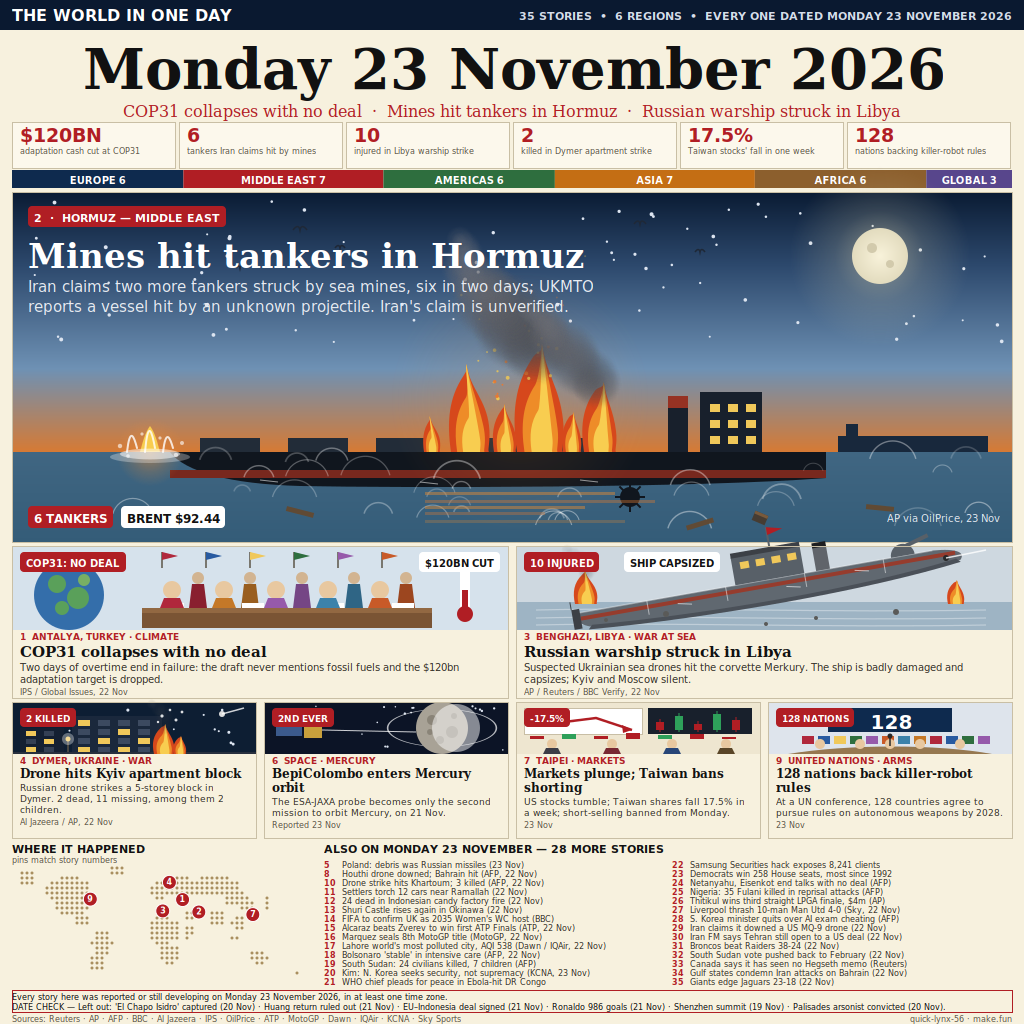 THE WORLD IN ONE DAY
35 STORIES • 6 REGIONS • EVERY ONE DATED MONDAY 23 NOVEMBER 2026
Monday 23 November 2026
COP31 collapses with no deal · Mines hit tankers in Hormuz · Russian warship struck in Libya
$120BN
adaptation cash cut at COP31
6
tankers Iran claims hit by mines
10
injured in Libya warship strike
2
killed in Dymer apartment strike
17.5%
Taiwan stocks' fall in one week
128
nations backing killer-robot rules
EUROPE 6
MIDDLE EAST 7
AMERICAS 6
ASIA 7
AFRICA 6
GLOBAL 3
2 · HORMUZ — MIDDLE EAST
Mines hit tankers in Hormuz
Iran claims two more tankers struck by sea mines, six in two days; UKMTO
reports a vessel hit by an unknown projectile. Iran's claim is unverified.
6 TANKERS
BRENT $92.44
AP via OilPrice, 23 Nov
COP31: NO DEAL
$120BN CUT
1 ANTALYA, TURKEY · CLIMATE
COP31 collapses with no deal
Two days of overtime end in failure: the draft never mentions fossil fuels and the $120bn
adaptation target is dropped.
IPS / Global Issues, 22 Nov
10 INJURED
SHIP CAPSIZED
3 BENGHAZI, LIBYA · WAR AT SEA
Russian warship struck in Libya
Suspected Ukrainian sea drones hit the corvette Merkury. The ship is badly damaged and
capsizes; Kyiv and Moscow silent.
AP / Reuters / BBC Verify, 22 Nov
2 KILLED
4 DYMER, UKRAINE · WAR
Drone hits Kyiv apartment block
Russian drone strikes a 5-storey block in
Dymer. 2 dead, 11 missing, among them 2
children.
Al Jazeera / AP, 22 Nov
2ND EVER
6 SPACE · MERCURY
BepiColombo enters Mercury
orbit
The ESA-JAXA probe becomes only the second
mission to orbit Mercury, on 21 Nov.
Reported 23 Nov
-17.5%
7 TAIPEI · MARKETS
Markets plunge; Taiwan bans
shorting
US stocks tumble; Taiwan shares fall 17.5% in
a week; short-selling banned from Monday.
23 Nov
128 NATIONS
128
9 UNITED NATIONS · ARMS
128 nations back killer-robot
rules
At a UN conference, 128 countries agree to
pursue rules on autonomous weapons by 2028.
23 Nov
WHERE IT HAPPENED
pins match story numbers
4
9
1
3
2
7
ALSO ON MONDAY 23 NOVEMBER — 28 MORE STORIES
5 Poland: debris was Russian missiles (23 Nov)
8 Houthi drone downed; Bahrain hit (AFP, 22 Nov)
10 Drone strike hits Khartoum; 3 killed (AFP, 22 Nov)
11 Settlers torch 12 cars near Ramallah (22 Nov)
12 24 dead in Indonesian candy factory fire (22 Nov)
13 Shuri Castle rises again in Okinawa (22 Nov)
14 FIFA to confirm UK as 2035 Women's WC host (BBC)
15 Alcaraz beats Zverev to win first ATP Finals (ATP, 22 Nov)
16 Marquez seals 8th MotoGP title (MotoGP, 22 Nov)
17 Lahore world's most polluted city, AQI 538 (Dawn / IQAir, 22 Nov)
18 Bolsonaro 'stable' in intensive care (AFP, 22 Nov)
19 South Sudan: 24 civilians killed, 7 children (AFP)
20 Kim: N. Korea seeks security, not supremacy (KCNA, 23 Nov)
21 WHO chief pleads for peace in Ebola-hit DR Congo
22 Samsung Securities hack exposes 8,241 clients
23 Democrats win 258 House seats, most since 1992
24 Netanyahu, Eisenkot end talks with no deal (AFP)
25 Nigeria: 35 Fulani killed in reprisal attacks (AFP)
26 Thitikul wins third straight LPGA finale, $4m (AP)
27 Liverpool thrash 10-man Man Utd 4-0 (Sky, 22 Nov)
28 S. Korea minister quits over AI exam cheating (AFP)
29 Iran claims it downed a US MQ-9 drone (22 Nov)
30 Iran FM says Tehran still open to a US deal (22 Nov)
31 Broncos beat Raiders 38-24 (22 Nov)
32 South Sudan vote pushed back to February (22 Nov)
33 Canada says it has seen no Hegseth memo (Reuters)
34 Gulf states condemn Iran attacks on Bahrain (22 Nov)
35 Giants edge Jaguars 23-18 (22 Nov)
Every story here was reported or still developing on Monday 23 November 2026, in at least one time zone.
DATE CHECK — Left out: 'El Chapo Isidro' captured (20 Nov) · Huang return ruled out (21 Nov) · EU-Indonesia deal signed (21 Nov) · Ronaldo 986 goals (21 Nov) · Shenzhen summit (19 Nov) · Palisades arsonist convicted (20 Nov).
Sources: Reuters · AP · AFP · BBC · Al Jazeera · IPS · OilPrice · ATP · MotoGP · Dawn · IQAir · KCNA · Sky Sports
quick-lynx-56 · make.fun